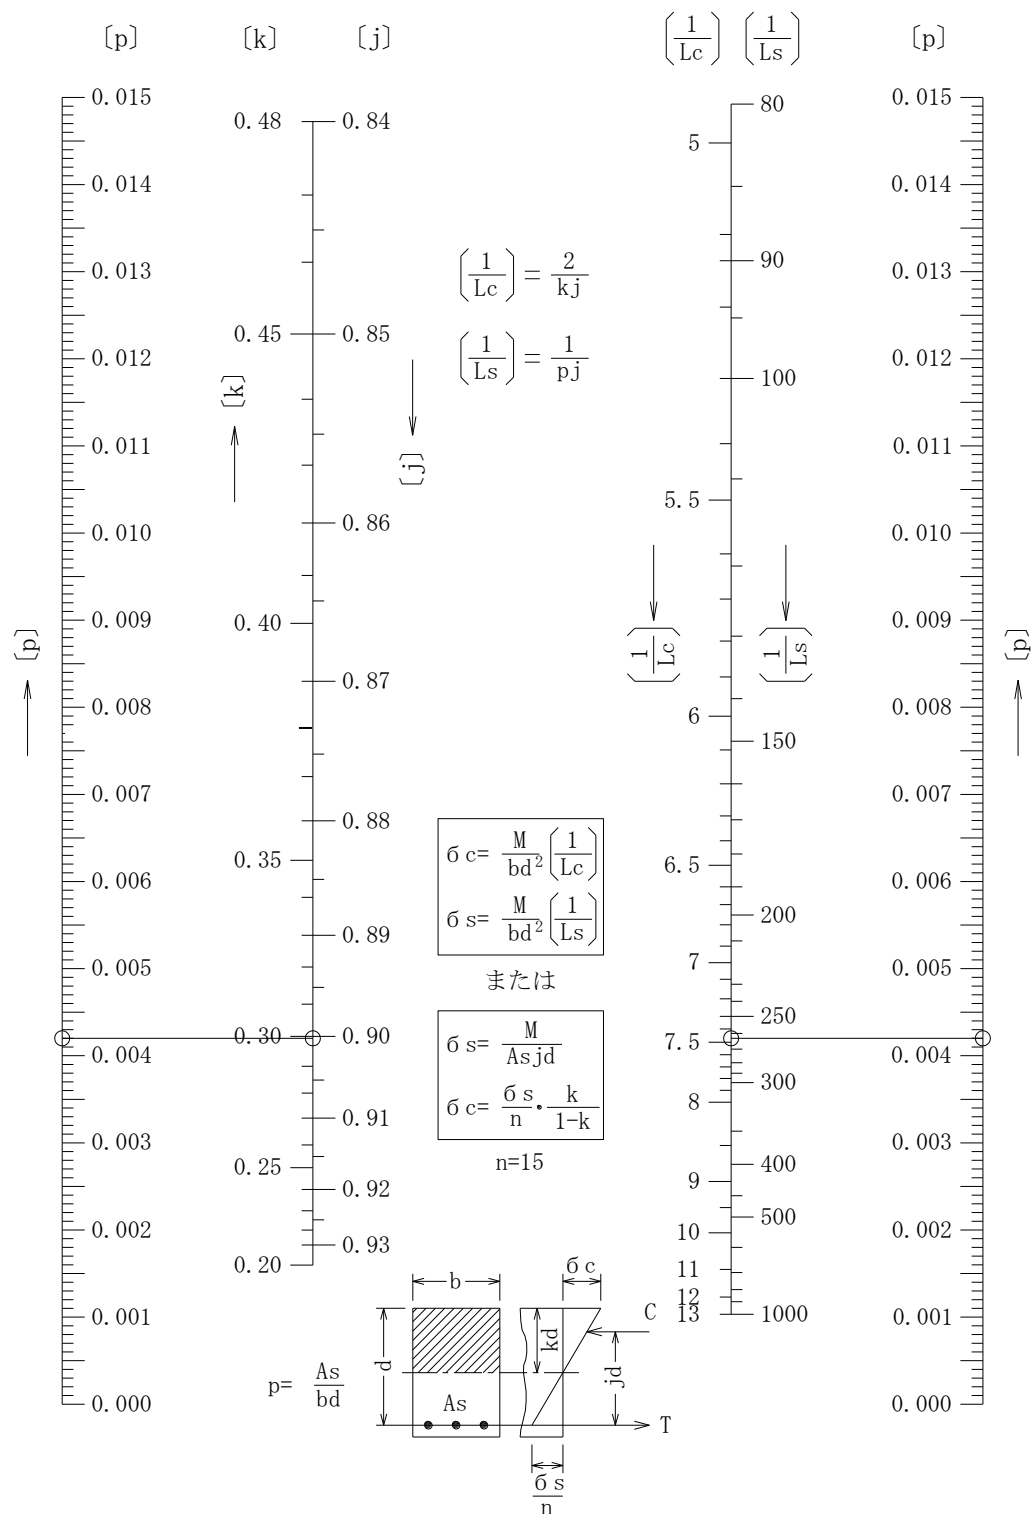 〔p〕 〔k〕 〔j〕 (1/Lc) (1/Ls) 〔p〕
0.015
0.014
0.013
0.012
0.011
0.010
0.009
0.008
0.007
0.006
0.005
0.004
0.003
0.002
0.001
0.000
〔p〕
0.48
0.45
0.40
0.35
0.30
0.25
0.20
〔k〕
0.84
0.85
0.86
0.87
0.88
0.89
0.90
0.91
0.92
0.93
〔j〕
(1/Lc) = 2/kj
(1/Ls) = 1/pj
σc= M/bd² (1/Lc)
σs= M/bd² (1/Ls)
または
σs= M/Asjd
σc= σs/n・k/1-k
n=15
5
5.5
6
6.5
7
7.5
8
9
10
11
12
13
(1/Lc)
80
90
100
150
200
250
300
400
500
1000
(1/Ls)
0.015
0.014
0.013
0.012
0.011
0.010
0.009
0.008
0.007
0.006
0.005
0.004
0.003
0.002
0.001
0.000
〔p〕
p= As/bd
b
d
As
σc
kd
C
jd
T
σs/n